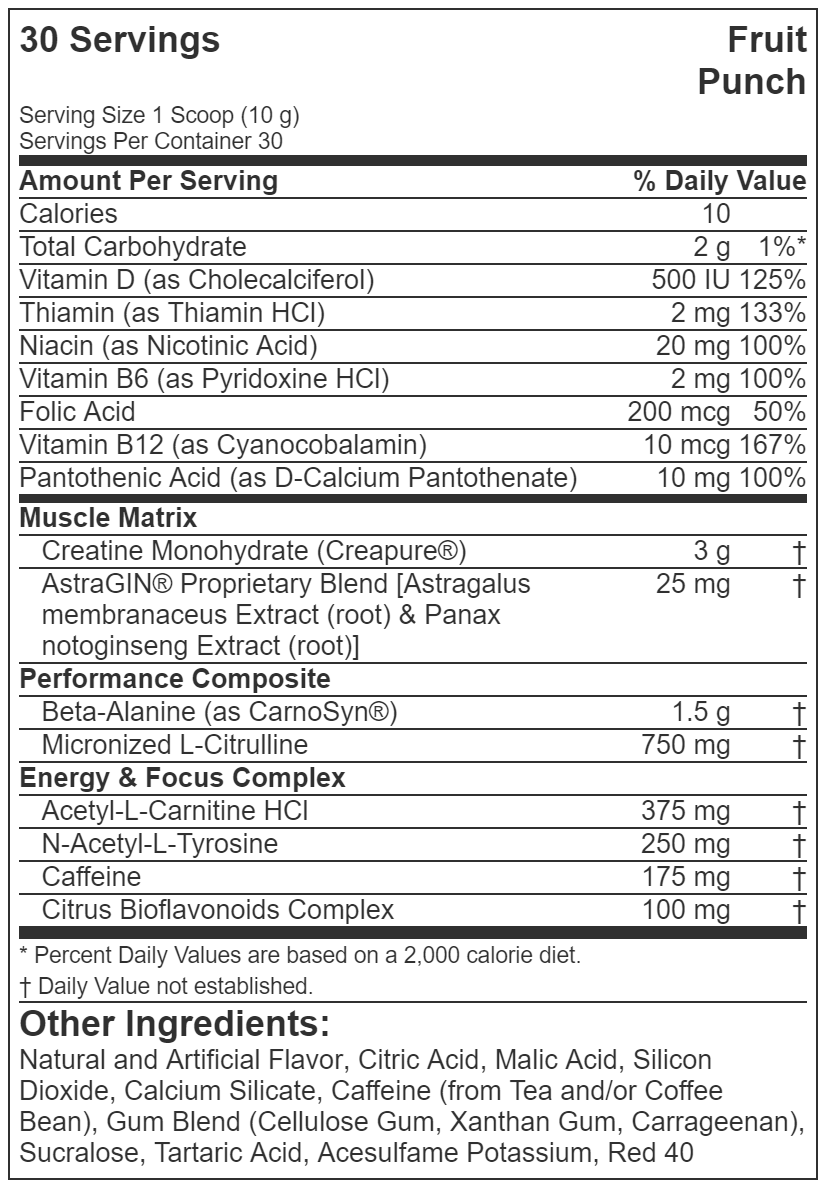 30 Servings Fruit
Punch
Serving Size 1 Scoop (10 g)
Servings Per Container 30
Amount Per Serving % Daily Value
Calories 10
Total Carbohydrate 2 g 1%*
Vitamin D (as Cholecalciferol) 500 IU 125%
Thiamin (as Thiamin HCl) 2 mg 133%
Niacin (as Nicotinic Acid) 20 mg 100%
Vitamin B6 (as Pyridoxine HCl) 2 mg 100%
Folic Acid 200 mcg 50%
Vitamin B12 (as Cyanocobalamin) 10 mcg 167%
Pantothenic Acid (as D-Calcium Pantothenate) 10 mg 100%
Muscle Matrix
Creatine Monohydrate (Creapure®) 3 g †
AstraGIN® Proprietary Blend [Astragalus 25 mg †
membranaceus Extract (root) & Panax
notoginseng Extract (root)]
Performance Composite
Beta-Alanine (as CarnoSyn®) 1.5 g †
Micronized L-Citrulline 750 mg †
Energy & Focus Complex
Acetyl-L-Carnitine HCl 375 mg †
N-Acetyl-L-Tyrosine 250 mg †
Caffeine 175 mg †
Citrus Bioflavonoids Complex 100 mg †
* Percent Daily Values are based on a 2,000 calorie diet.
† Daily Value not established.
Other Ingredients:
Natural and Artificial Flavor, Citric Acid, Malic Acid, Silicon
Dioxide, Calcium Silicate, Caffeine (from Tea and/or Coffee
Bean), Gum Blend (Cellulose Gum, Xanthan Gum, Carrageenan),
Sucralose, Tartaric Acid, Acesulfame Potassium, Red 40